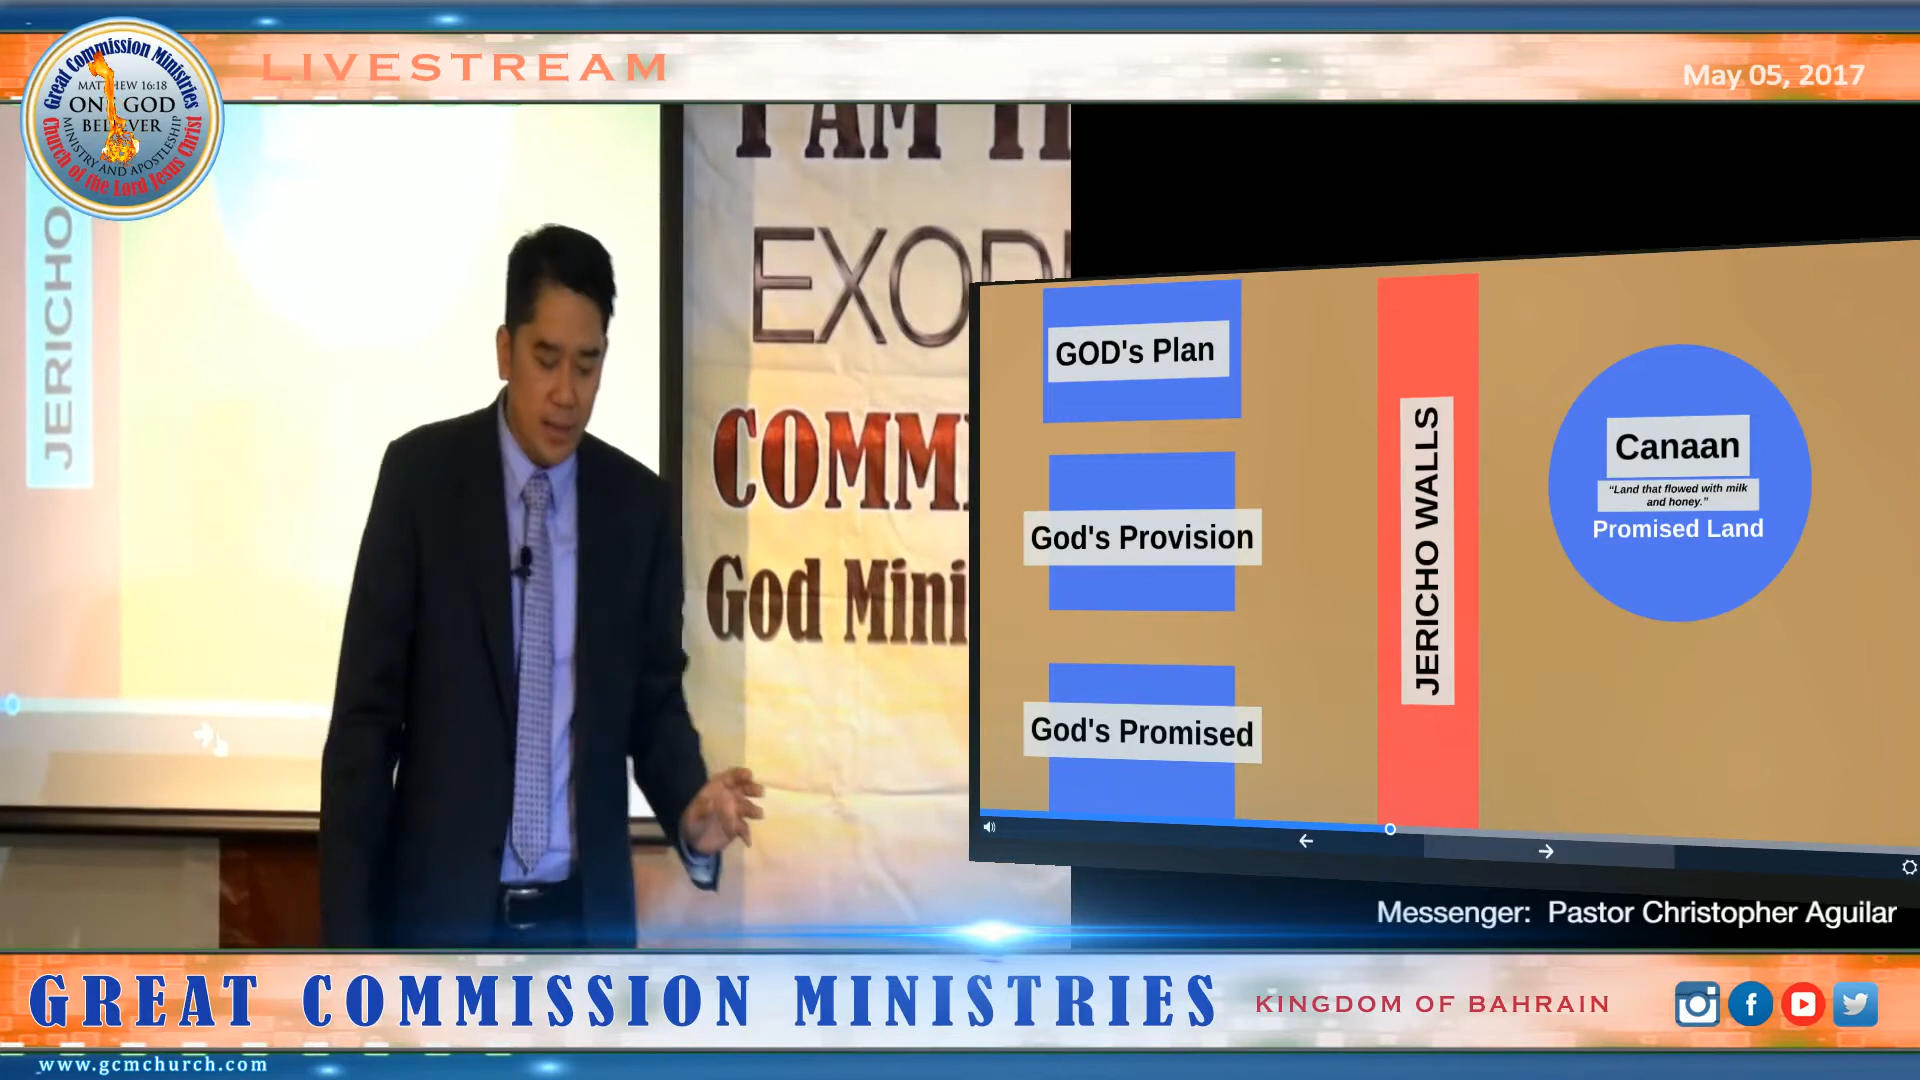 Great Commission Ministries
MATTHEW 16:18
ONE GOD
BELIEVER
MINISTRY AND APOSTLESHIP
Church of the Lord Jesus Christ
LIVESTREAM
May 05, 2017
JERICHO
I AM
EXOD
COMM
God Mini
GOD's Plan
God's Provision
God's Promised
JERICHO WALLS
Canaan
“Land that flowed with milk
and honey.”
Promised Land
Messenger: Pastor Christopher Aguilar
GREAT COMMISSION MINISTRIES
KINGDOM OF BAHRAIN
www.gcmchurch.com